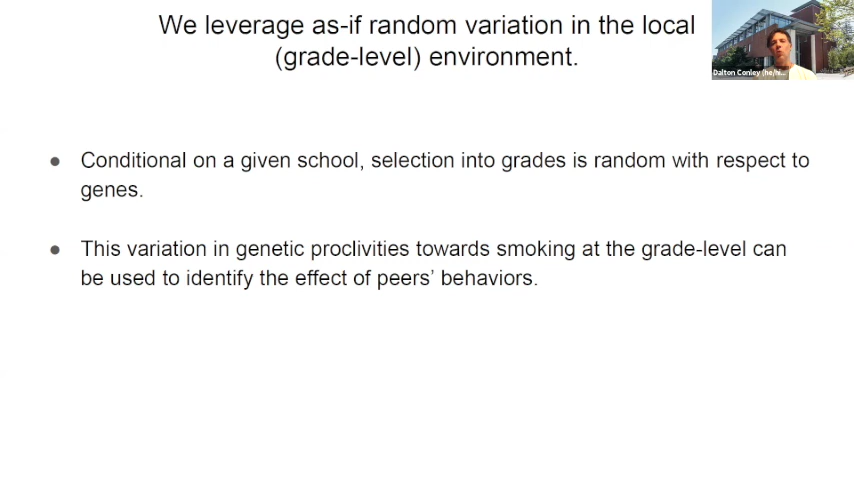 We leverage as-if random variation in the local
(grade-level) environment.
Dalton Conley (he/hi...
● Conditional on a given school, selection into grades is random with respect to
genes.
● This variation in genetic proclivities towards smoking at the grade-level can
be used to identify the effect of peers’ behaviors.